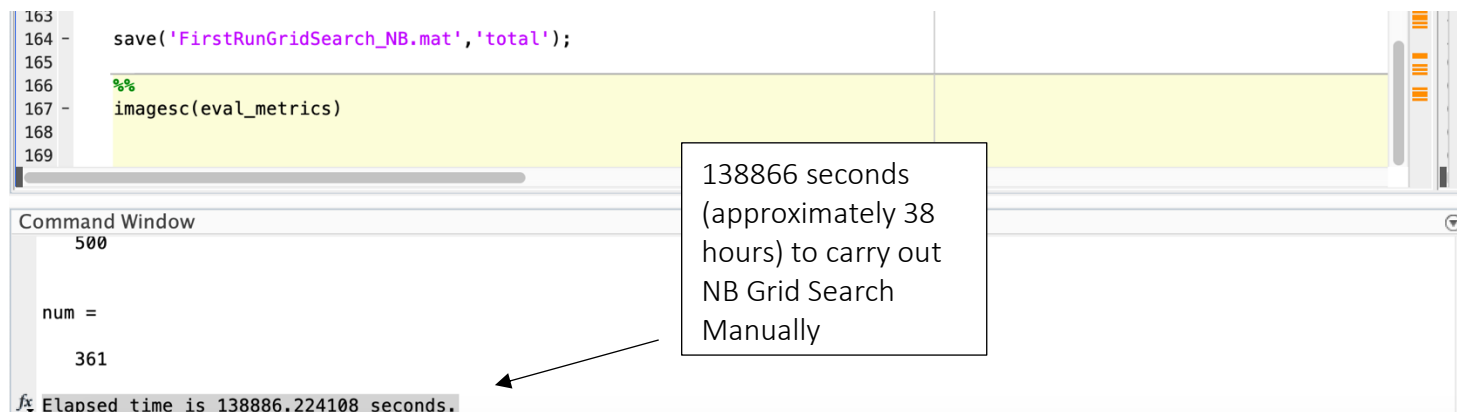 163
164 - save('FirstRunGridSearch_NB.mat','total');
165
166 %%
167 - imagesc(eval_metrics)
168
169
138866 seconds
(approximately 38
hours) to carry out
NB Grid Search
Manually
Command Window
500
num =
361
fx Elapsed time is 138886.224108 seconds.